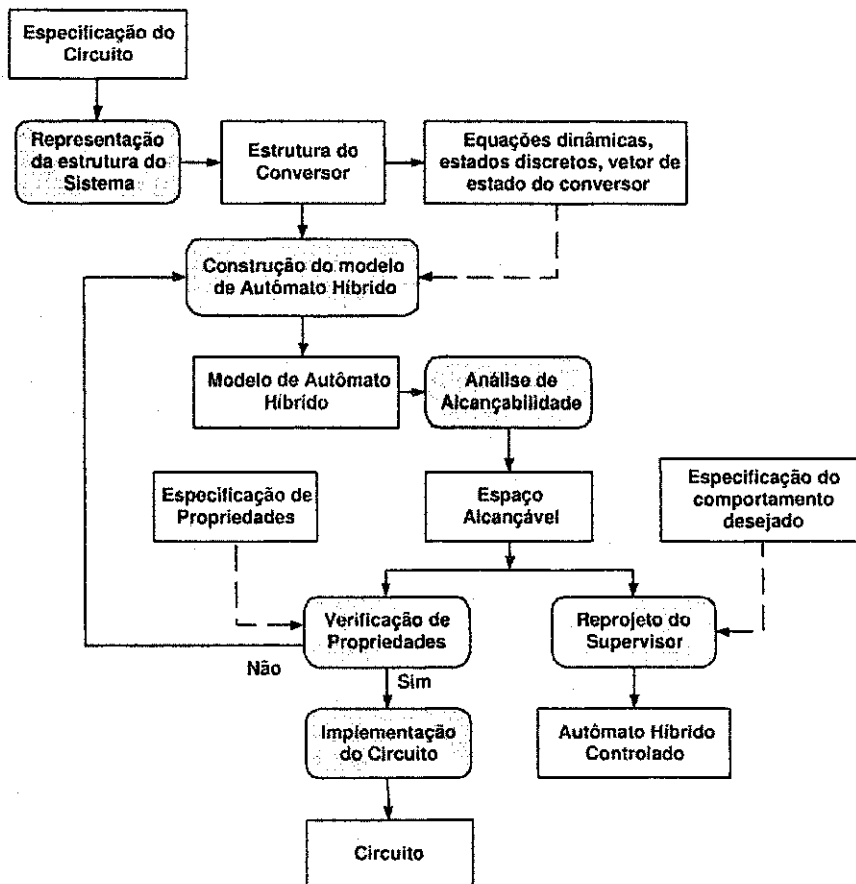 Especificação do
Circuito
Representação
da estrutura do
Sistema
Estrutura do
Conversor
Equações dinâmicas,
estados discretos, vetor de
estado do conversor
Construção do modelo
de Autômato Híbrido
Modelo de Autômato
Híbrido
Análise de
Alcançabilidade
Especificação de
Propriedades
Espaço
Alcançável
Especificação do
comportamento
desejado
Verificação de
Propriedades
Reprojeto do
Supervisor
Não
Sim
Implementação
do Circuito
Autômato Híbrido
Controlado
Circuito